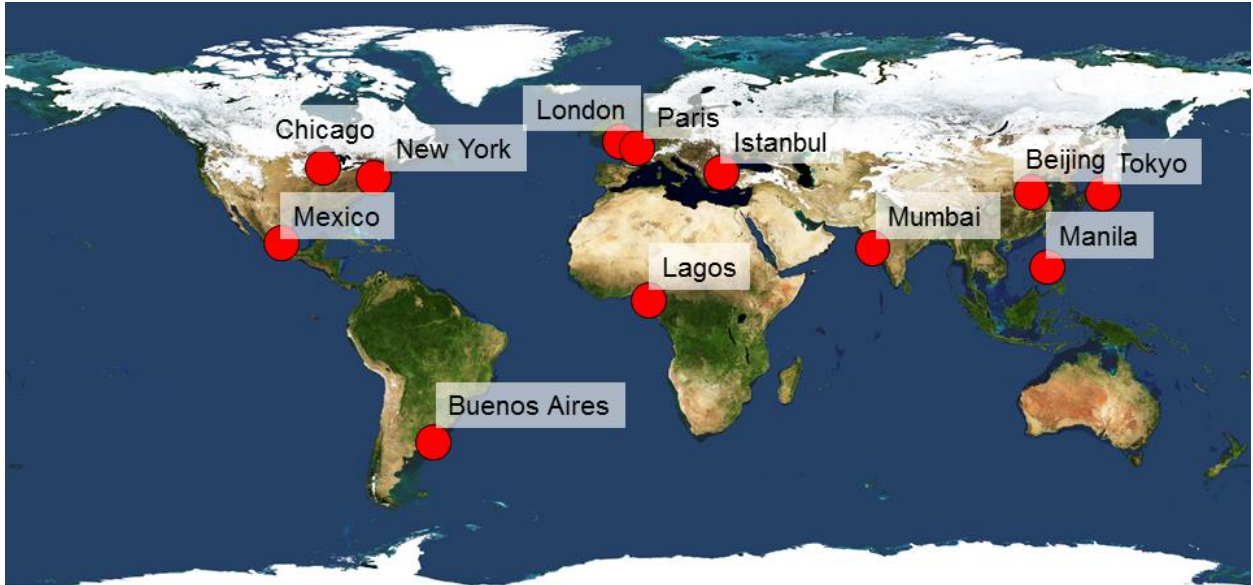 London
Paris
Chicago
New York
Istanbul
Beijing
Tokyo
Mexico
Mumbai
Manila
Lagos
Buenos Aires